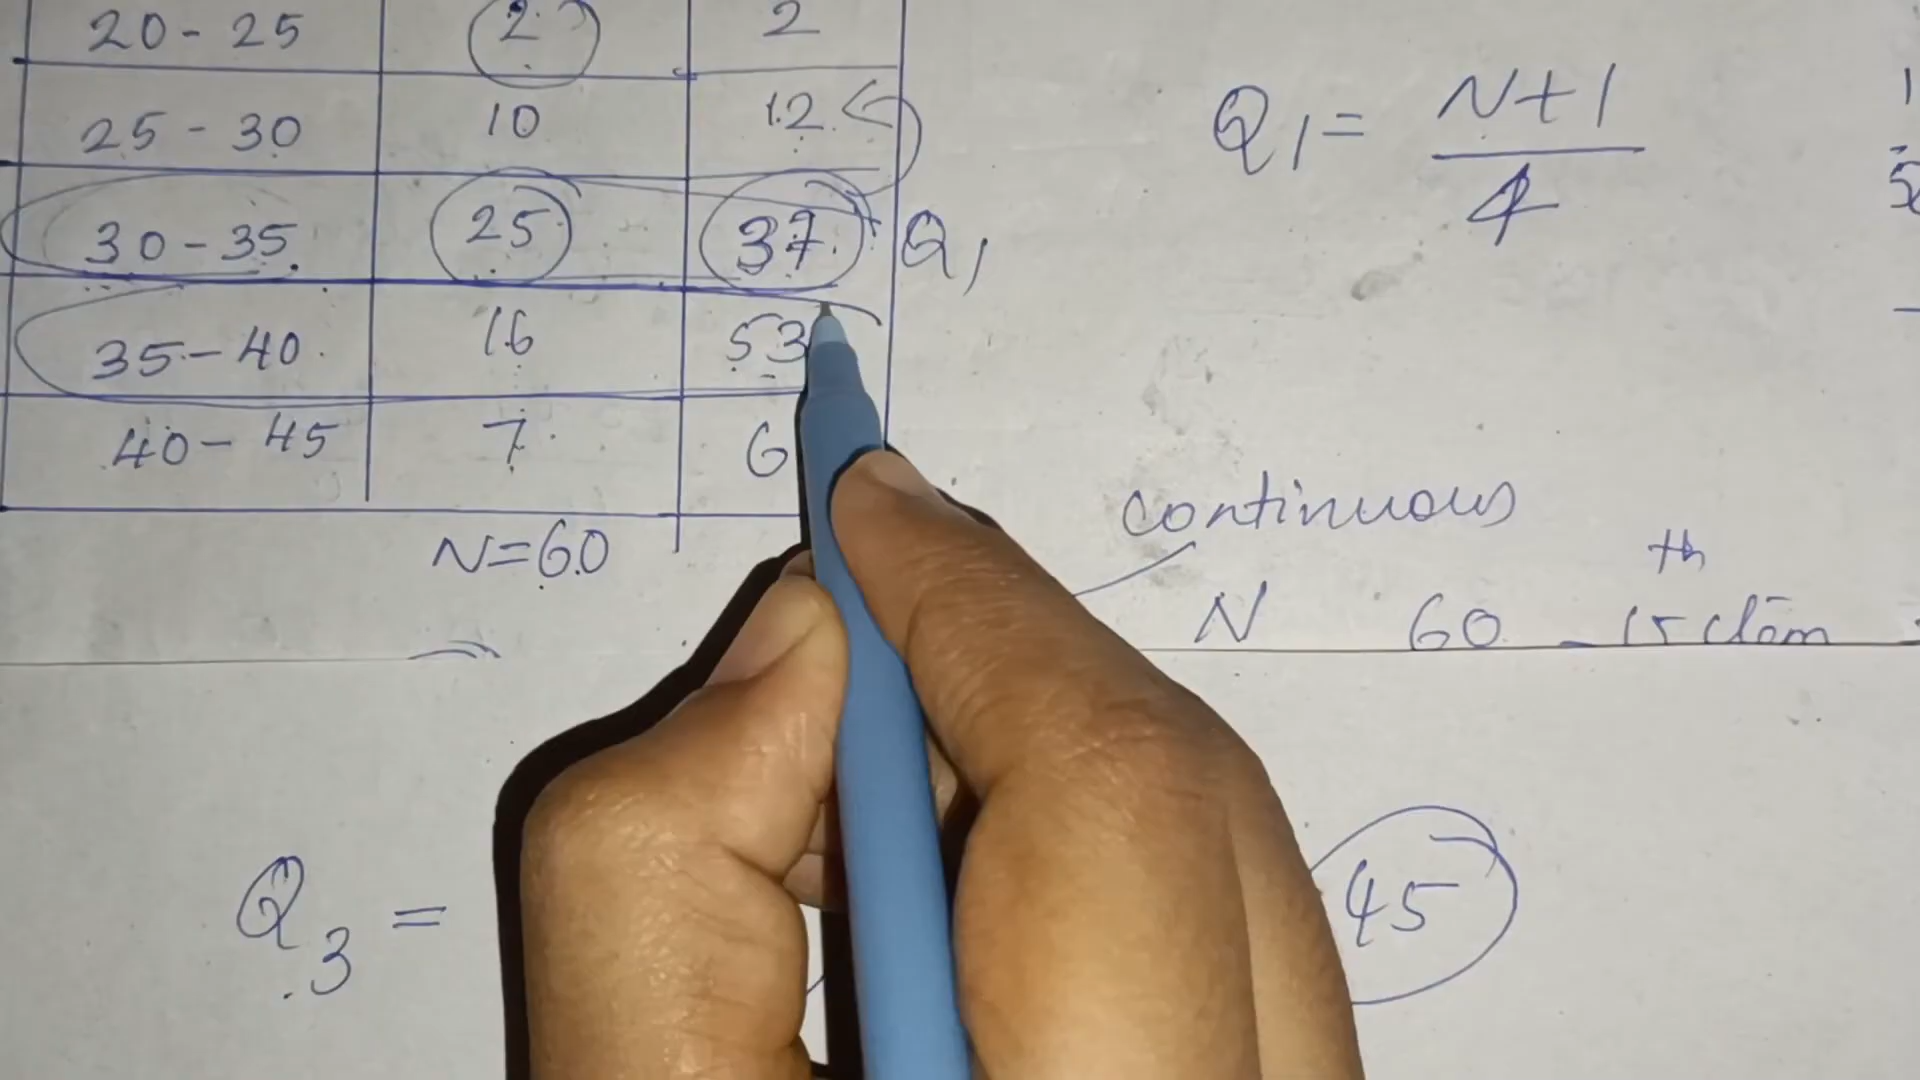 20 - 25 2 2
25 - 30 10 12
30 - 35 25 37 Q1
35 - 40 16 53
40 - 45 7 6
N=60
Q1 = N+1
4
continuous
th
N 60 15
Q3 =
45